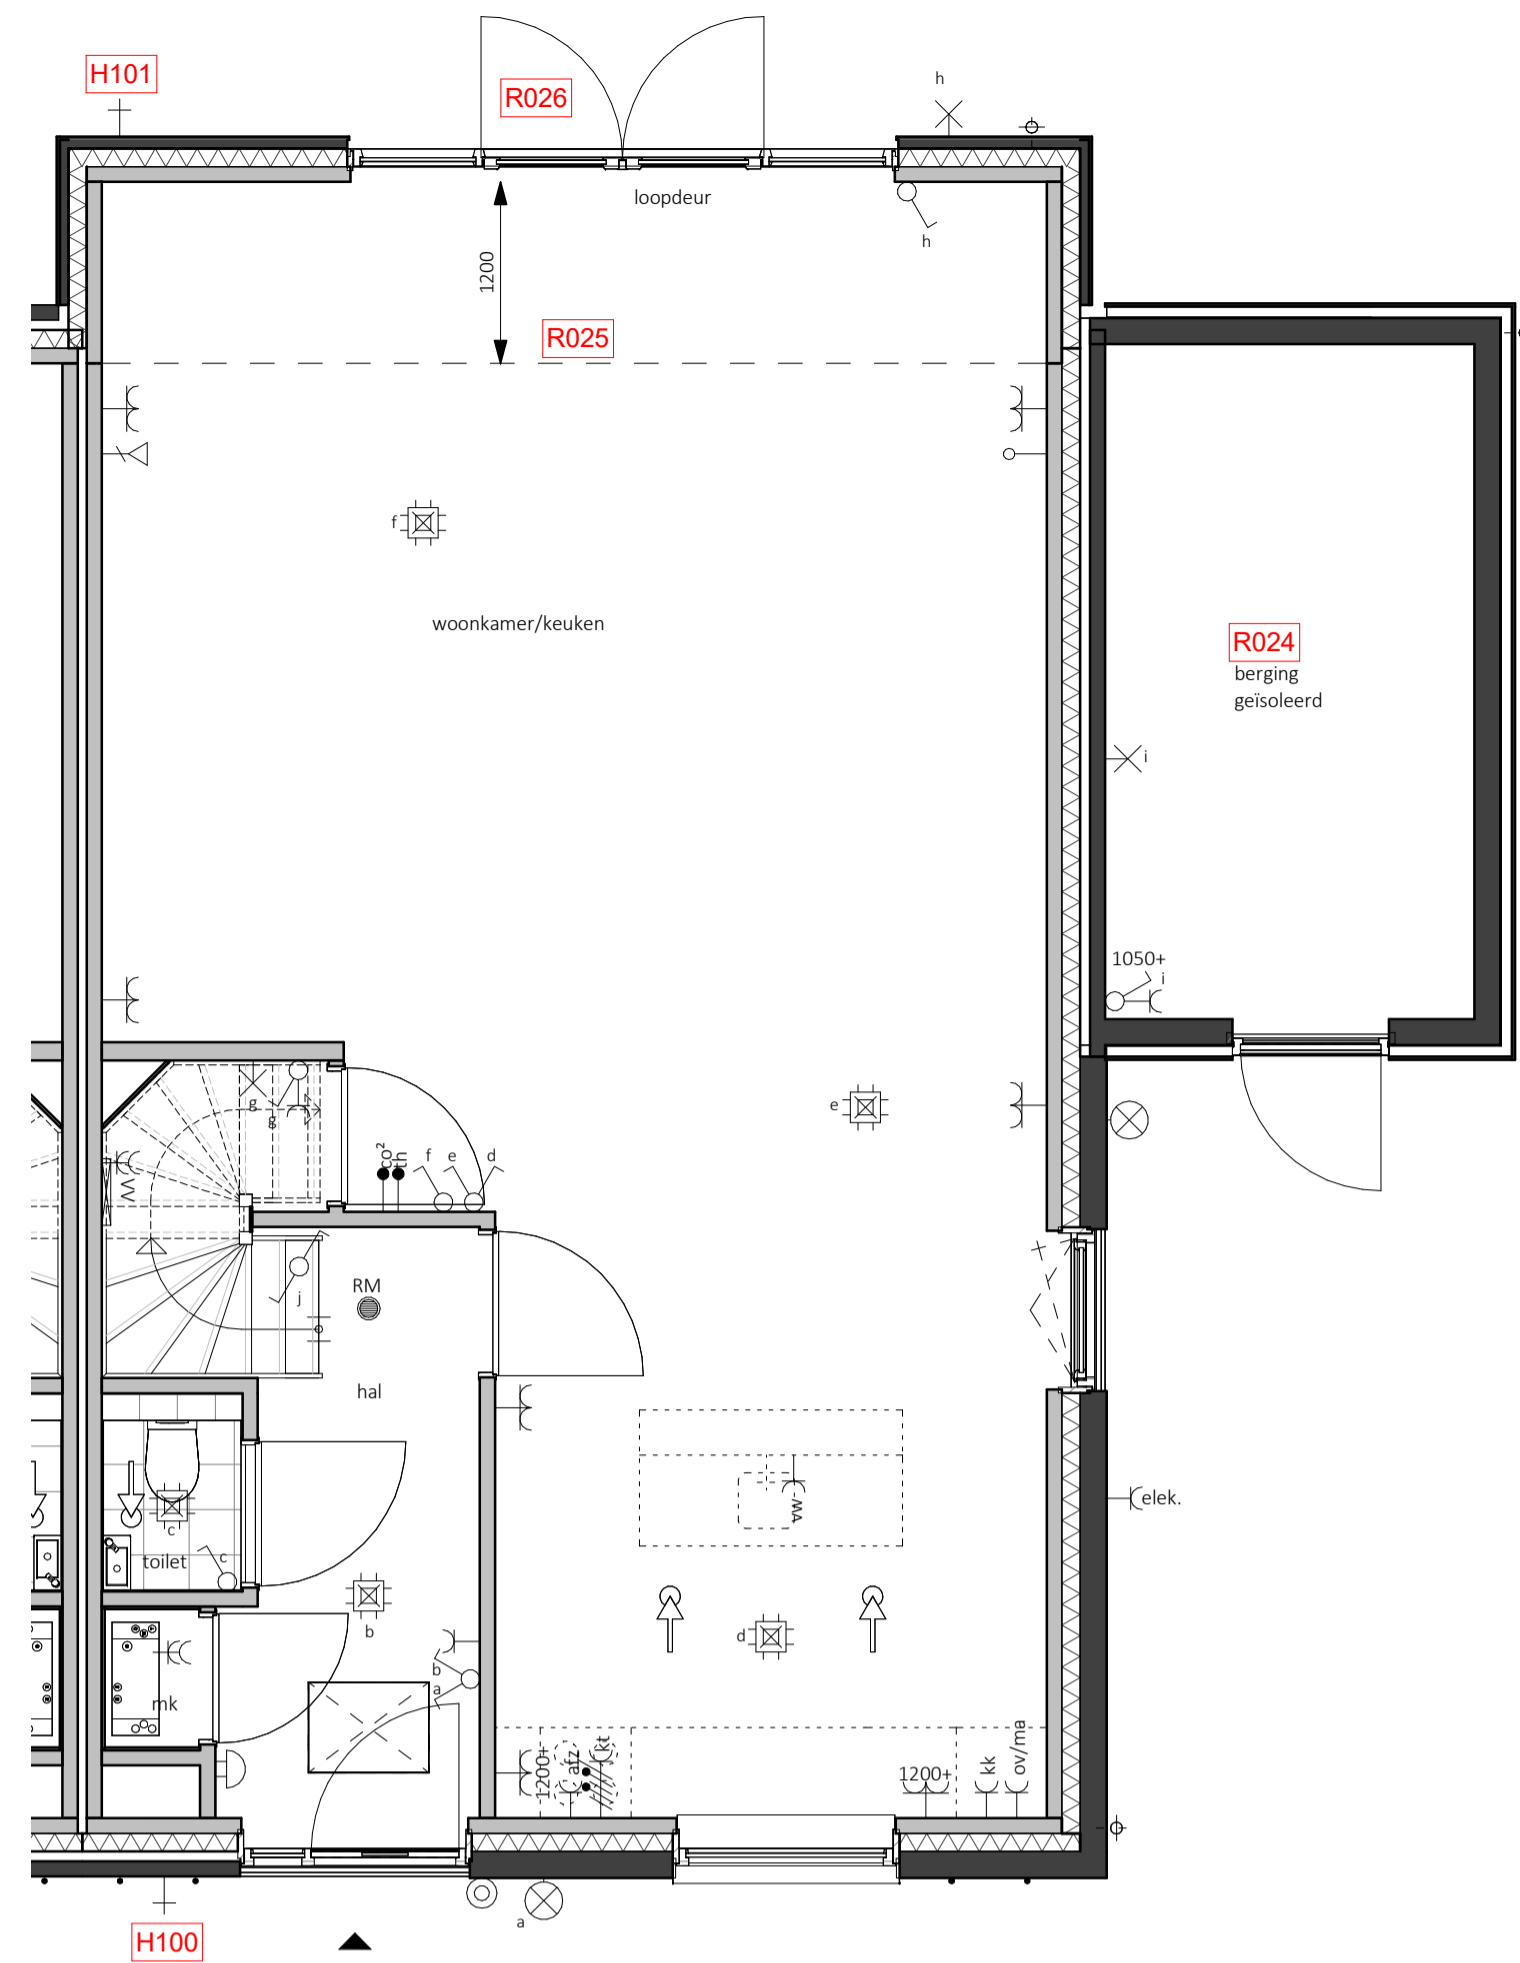 H101
R026
h
loopdeur
h
1200
R025
f
woonkamer/keuken
R024
berging
geïsoleerd
i
1050+
i
e
g
g
co²
th
f
e
d
j
RM
hal
elek.
c
toilet
c
b
d
b
a
mk
1200+
afz
kt
1200+
kk
ov/ma
a
H100